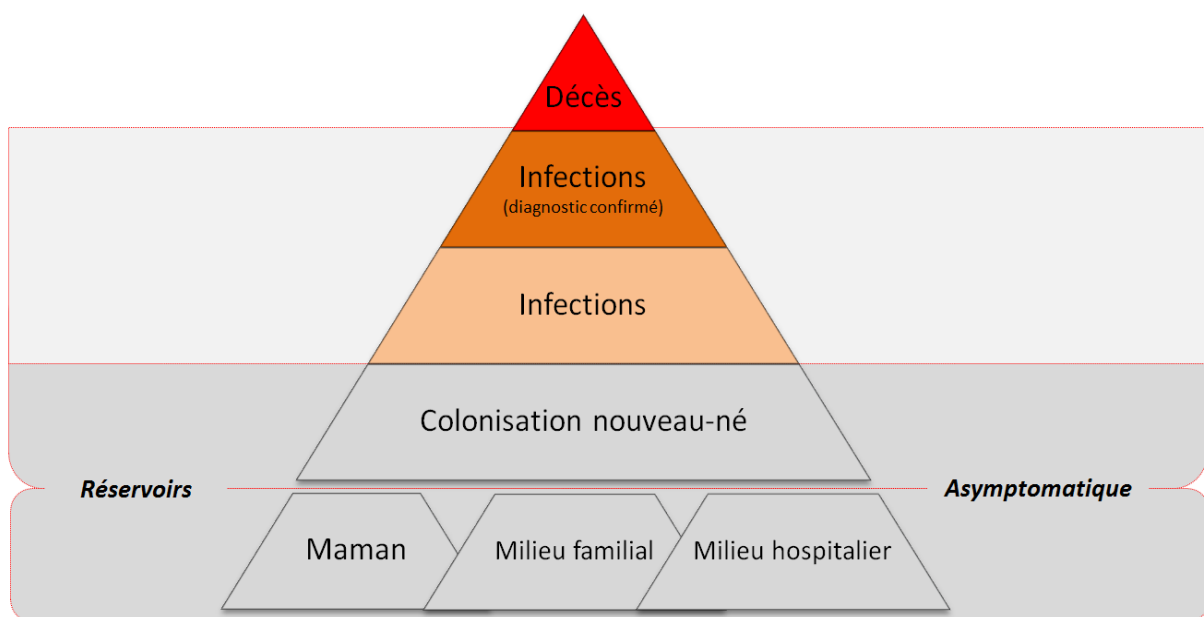 Décès
Infections
(diagnostic confirmé)
Infections
Colonisation nouveau-né
Réservoirs
Asymptomatique
Maman
Milieu familial
Milieu hospitalier